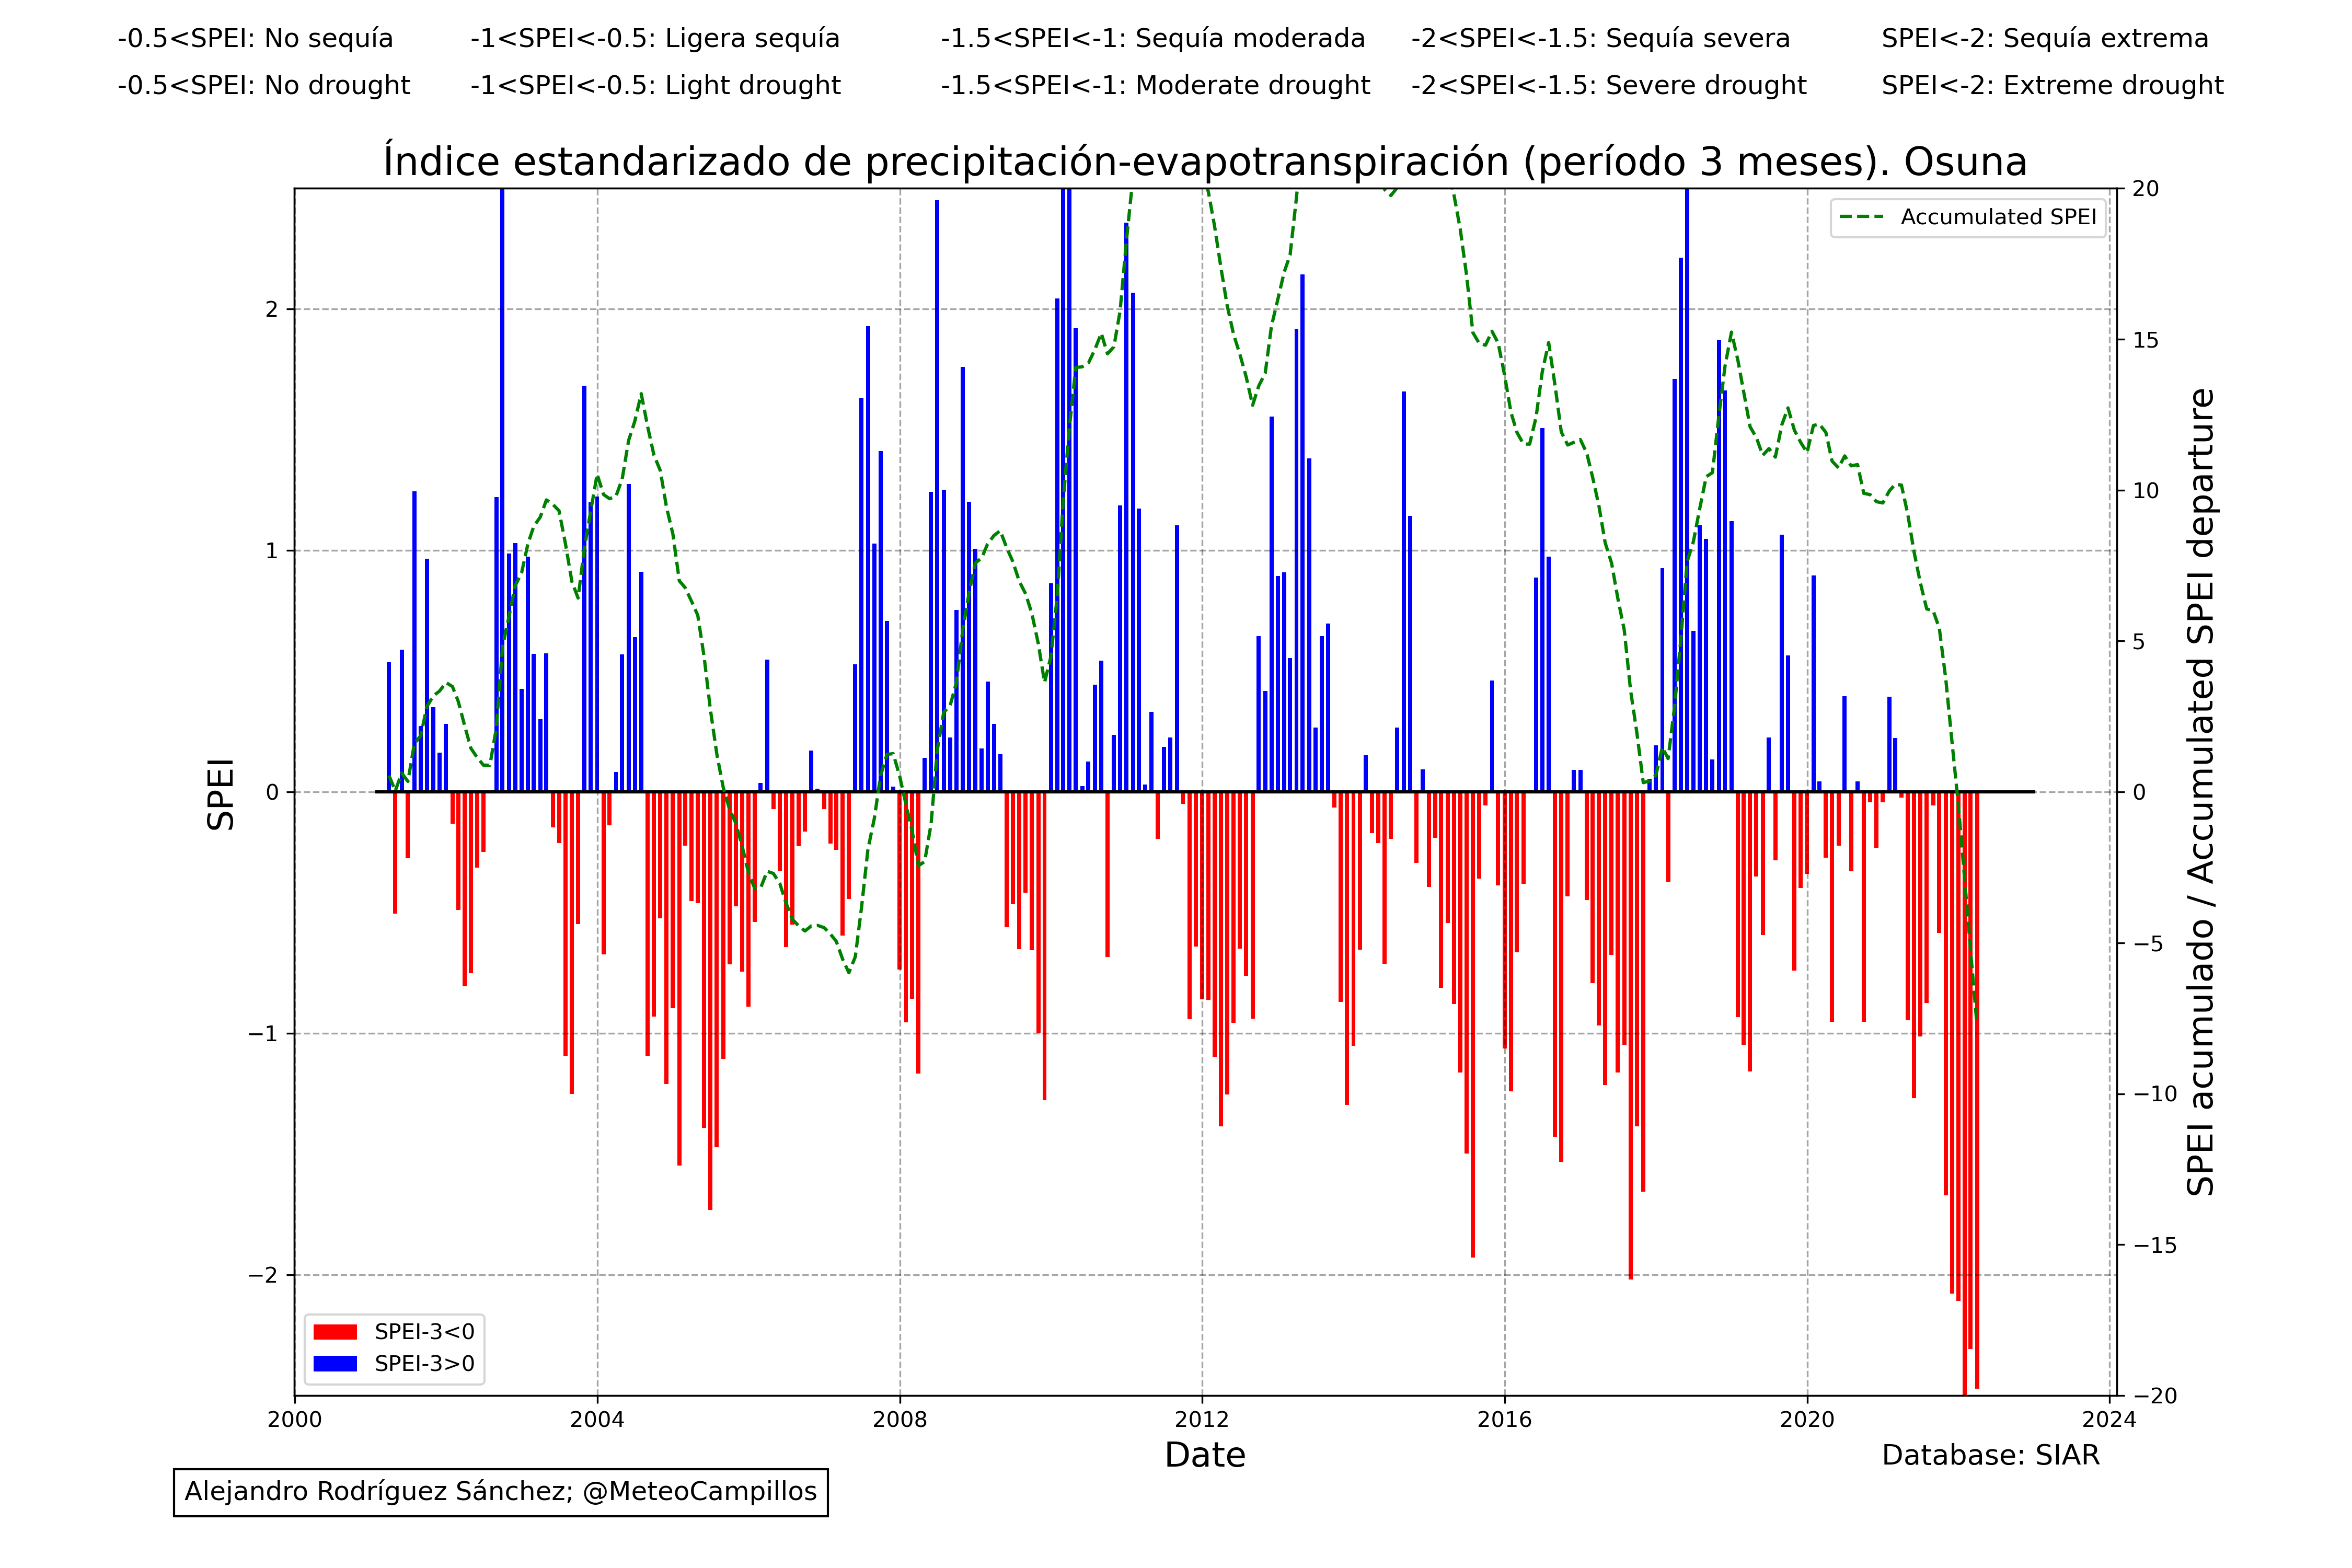 -0.5<SPEI: No sequía -1<SPEI<-0.5: Ligera sequía -1.5<SPEI<-1: Sequía moderada -2<SPEI<-1.5: Sequía severa SPEI<-2: Sequía extrema
-0.5<SPEI: No drought -1<SPEI<-0.5: Light drought -1.5<SPEI<-1: Moderate drought -2<SPEI<-1.5: Severe drought SPEI<-2: Extreme drought
Índice estandarizado de precipitación-evapotranspiración (período 3 meses). Osuna
Accumulated SPEI
SPEI
2
1
0
−1
−2
20
15
10
5
0
−5
−10
−15
−20
SPEI acumulado / Accumulated SPEI departure
SPEI-3<0
SPEI-3>0
2000 2004 2008 2012 2016 2020 2024
Date
Database: SIAR
Alejandro Rodríguez Sánchez; @MeteoCampillos